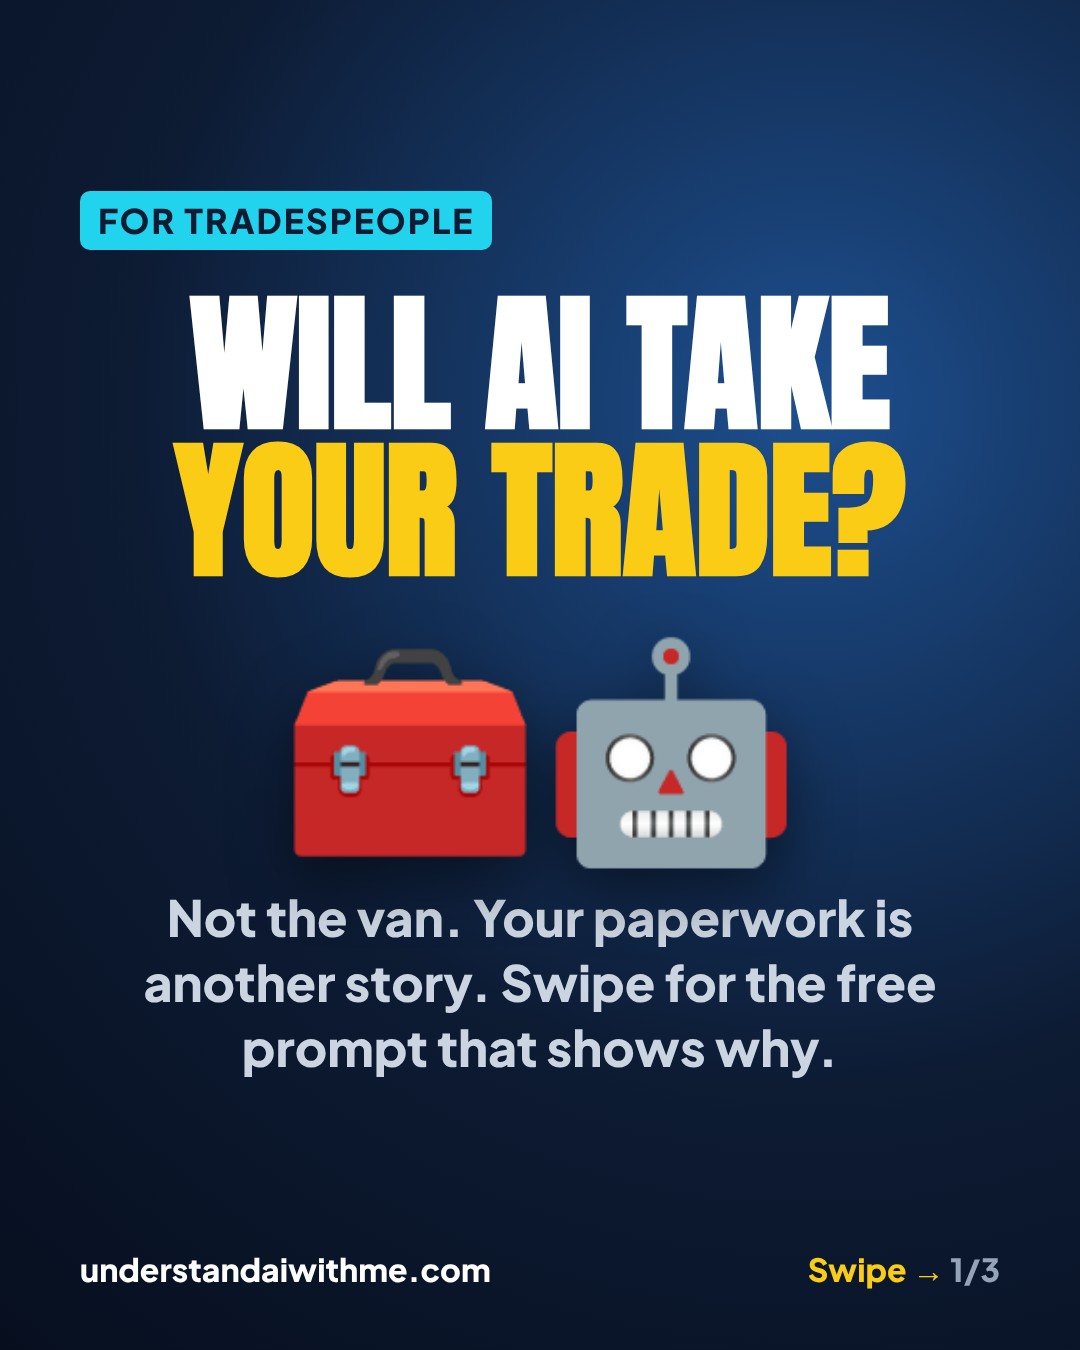 FOR TRADESPEOPLE
WILL AI TAKE
YOUR TRADE?
Not the van. Your paperwork is
another story. Swipe for the free
prompt that shows why.
understandaiwithme.com
Swipe → 1/3